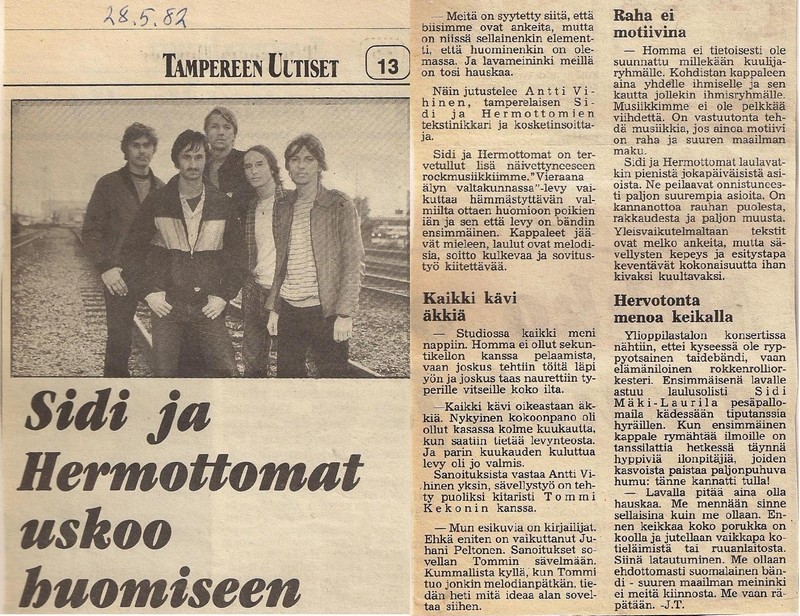 28.5.82
TAMPEREEN UUTISET
13
Sidi ja
Hermottomat
uskoo
huomiseen
— Meitä on syytetty siitä, että
biisimme ovat ankeita, mutta
on niissä sellainenkin element-
ti, että huominenkin on ole-
massa. Ja lavameininki meillä
on tosi hauskaa.
Näin jutustelee Antti Vi-
hinen, tamperelaisen Si-
di ja Hermottomien
tekstinikkari ja kosketinsoitta-
ja.
Sidi ja Hermottomat on ter-
vetullut lisä näivettynceseen
rockmusiikkiimme."Vieraana
älyn valtakunnassa"-levy vai-
kuttaa hämmästyttävän val-
miilta ottaen huomioon poikien
iän ja sen että levy on bändin
ensimmäinen. Kappaleet jää-
vät mieleen, laulut ovat melodi-
sia, soitto kulkevaa ja sovitus-
työ kiitettävää.
Kaikki kävi
äkkiä
— Studiossa kaikki meni
nappiin. Homma ei ollut sekun-
tikellon kanssa pelaamista,
vaan joskus tehtiin töitä läpi
yön ja joskus taas naurettiin ty-
perille vitseille koko ilta.
—Kaikki kävi oikeastaan äk-
kiä. Nykyinen kokoonpano oli
ollut kasassa kolme kuukautta,
kun saatiin tietää levynteosta.
Ja parin kuukauden kuluttua
levy oli jo valmis.
Sanoituksista vastaa Antti Vi-
hinen yksin, sävellystyö on teh-
ty puoliksi kitaristi Tommi
Kekonin kanssa.
— Mun esikuvia on kirjailijat.
Ehkä eniten on vaikuttanut Ju-
hani Peltonen. Sanoitukset so-
vellan Tommin sävelmään.
Kummallista kyllä, kun Tommi
tuo jonkin melodianpätkän, tie-
dän heti mitä ideaa alan sovel-
taa siihen.
Raha ei
motiivina
— Homma ei tietoisesti ole
suunnattu millekään kuulija-
ryhmälle. Kohdistan kappaleen
aina yhdelle ihmiselle ja sen
kautta jollekin ihmisryhmälle.
Musiikkimme ei ole pelkkää
viihdettä. On vastuutonta teh-
dä musiikkia, jos ainoa motiivi
on raha ja suuren maailman
maku.
Sidi ja Hermottomat laulavat-
kin pienistä jokapäiväisistä asi-
oista. Ne peilaavat onnistunees-
ti paljon suurempia asioita. On
kannanottoa rauhan puolesta,
rakkaudesta ja paljon muusta.
Yleisvaikutelmaltaan tekstit
ovat melko ankeita, mutta sä-
vellysten kepeys ja esitystapa
keventävät kokonaisuutta ihan
kivaksi kuultavaksi.
Hervotonta
menoa keikalla
Ylioppilastalon konsertissa
nähtiin, ettei kyseessä ole ryp-
pyotsainen taidebändi, vaan
elämäniloinen rokkenrollior-
kesteri. Ensimmäisenä lavalle
astuu laulusolisti Sidi
Mäki-Laurila pesäpallo-
maila kädessään tiputanssia
hyräillen. Kun ensimmäinen
kappale rymähtää ilmoille on
tanssilattia hetkessä täynnä
hyppiviä ilonpitäjiä, joiden
kasvoista paistaa paljonpuhuva
humu: tänne kannatti tulla!
— Lavalla pitää aina olla
hauskaa. Me mennään sinne
sellaisina kuin me ollaan. En-
nen keikkaa koko porukka on
koolla ja jutellaan vaikkapa ko-
tieläimistä tai ruuanlaitosta.
Siinä latautuminen. Me ollaan
ehdottomasti suomalainen bän-
di - suuren maailman meininki
ei meitä kiinnosta. Me vaan rä-
pätään. -J.T.